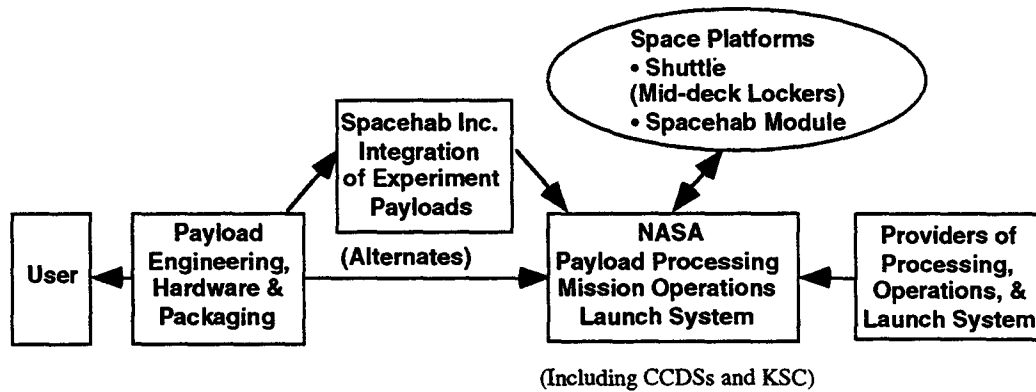 Space Platforms
• Shuttle
(Mid-deck Lockers)
• Spacehab Module
Spacehab Inc.
Integration
of Experiment
Payloads
User
Payload
Engineering,
Hardware &
Packaging
(Alternates)
NASA
Payload Processing
Mission Operations
Launch System
Providers of
Processing,
Operations, &
Launch System
(Including CCDSs and KSC)